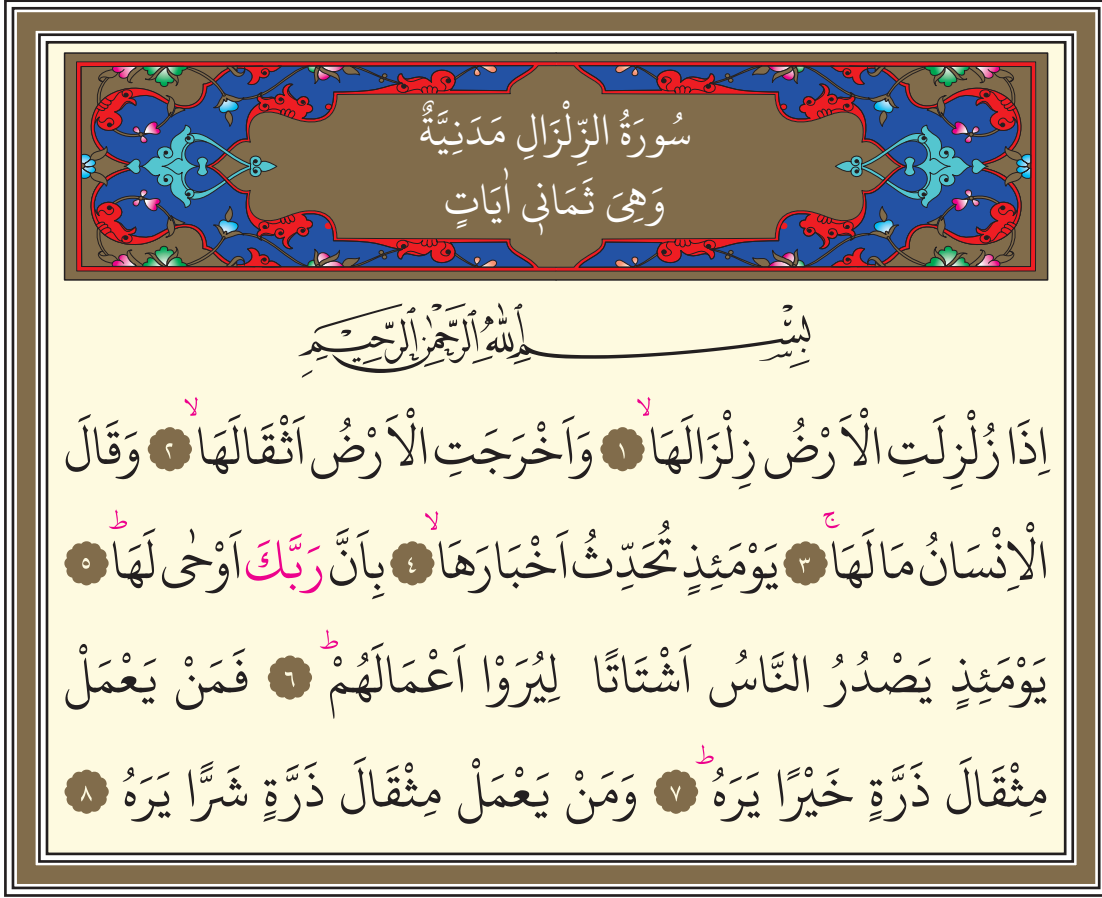 سُورَةُ الزِّلْزَالِ مَدَنِيَّةٌ
وَهِىَ ثَمَانٖى اٰيَاتٍ
بِسْمِ اللّٰهِ الرَّحْمٰنِ الرَّحٖيمِ
اِذَا زُلْزِلَتِ الْاَرْضُ زِلْزَالَهَاۙ ﴿١﴾ وَاَخْرَجَتِ الْاَرْضُ اَثْقَالَهَاۙ ﴿٢﴾ وَقَالَ
الْاِنْسَانُ مَالَهَاۚ ﴿٣﴾ يَوْمَئِذٍ تُحَدِّثُ اَخْبَارَهَاۙ ﴿٤﴾ بِاَنَّ رَبَّكَ اَوْحٰى لَهَاؕ ﴿٥﴾
يَوْمَئِذٍ يَصْدُرُ النَّاسُ اَشْتَاتًا لِيُرَوْا اَعْمَالَهُمْؕ ﴿٦﴾ فَمَنْ يَعْمَلْ
مِثْقَالَ ذَرَّةٍ خَيْرًا يَرَهُؕ ﴿٧﴾ وَمَنْ يَعْمَلْ مِثْقَالَ ذَرَّةٍ شَرًّا يَرَهُ ﴿٨﴾